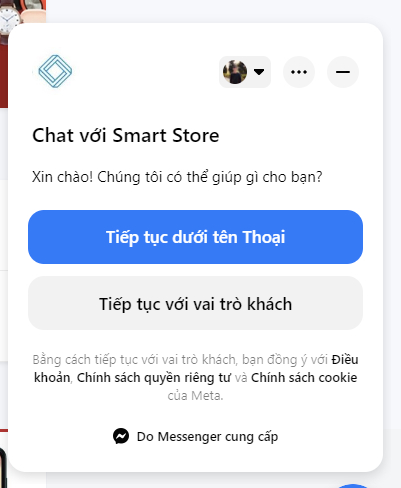 Chat với Smart Store
Xin chào! Chúng tôi có thể giúp gì cho bạn?
Tiếp tục dưới tên Thoại
Tiếp tục với vai trò khách
Bằng cách tiếp tục với vai trò khách, bạn đồng ý với Điều
khoản, Chính sách quyền riêng tư và Chính sách cookie
của Meta.
Do Messenger cung cấp